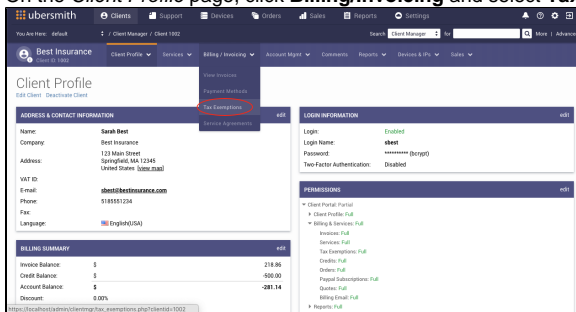 On the Client Profile page, click Billing/Invoicing and select Tax
ubersmith Clients Support Devices Orders Sales Reports Settings
You Are Here: default / Client Manager / Client 1002 Search Client Manager for More | Advanced
Best Insurance Client Profile Services Billing / Invoicing Account Mgmt Comments Reports Devices & IPs Sales
Client ID: 1002
View Invoices
Payment Methods
Tax Exemptions
Service Agreements
Client Profile
Edit Client Deactivate Client
ADDRESS & CONTACT INFORMATION edit
Name: Sarah Best
Company: Best Insurance
Address: 123 Main Street
Springfield, MA 12345
United States [view map]
VAT ID:
E-mail: sbest@bestinsurance.com
Phone: 5185551234
Fax:
Language: English(USA)
BILLING SUMMARY edit
Invoice Balance: $ 218.86
Credit Balance: $ -500.00
Account Balance: $ -281.14
Discount: 0.00%
https://localhost/admin/clientmgr/tax_exemptions.php?clientid=1002
LOGIN INFORMATION edit
Login: Enabled
Login Name: sbest
Password: ********** (bcrypt)
Two-Factor Authentication: Disabled
PERMISSIONS edit
Client Portal: Partial
Client Profile: Full
Billing & Services: Full
Invoices: Full
Services: Full
Tax Exemptions: Full
Credits: Full
Orders: Full
Paypal Subscriptions: Full
Quotes: Full
Billing Email: Full
Reports: Full